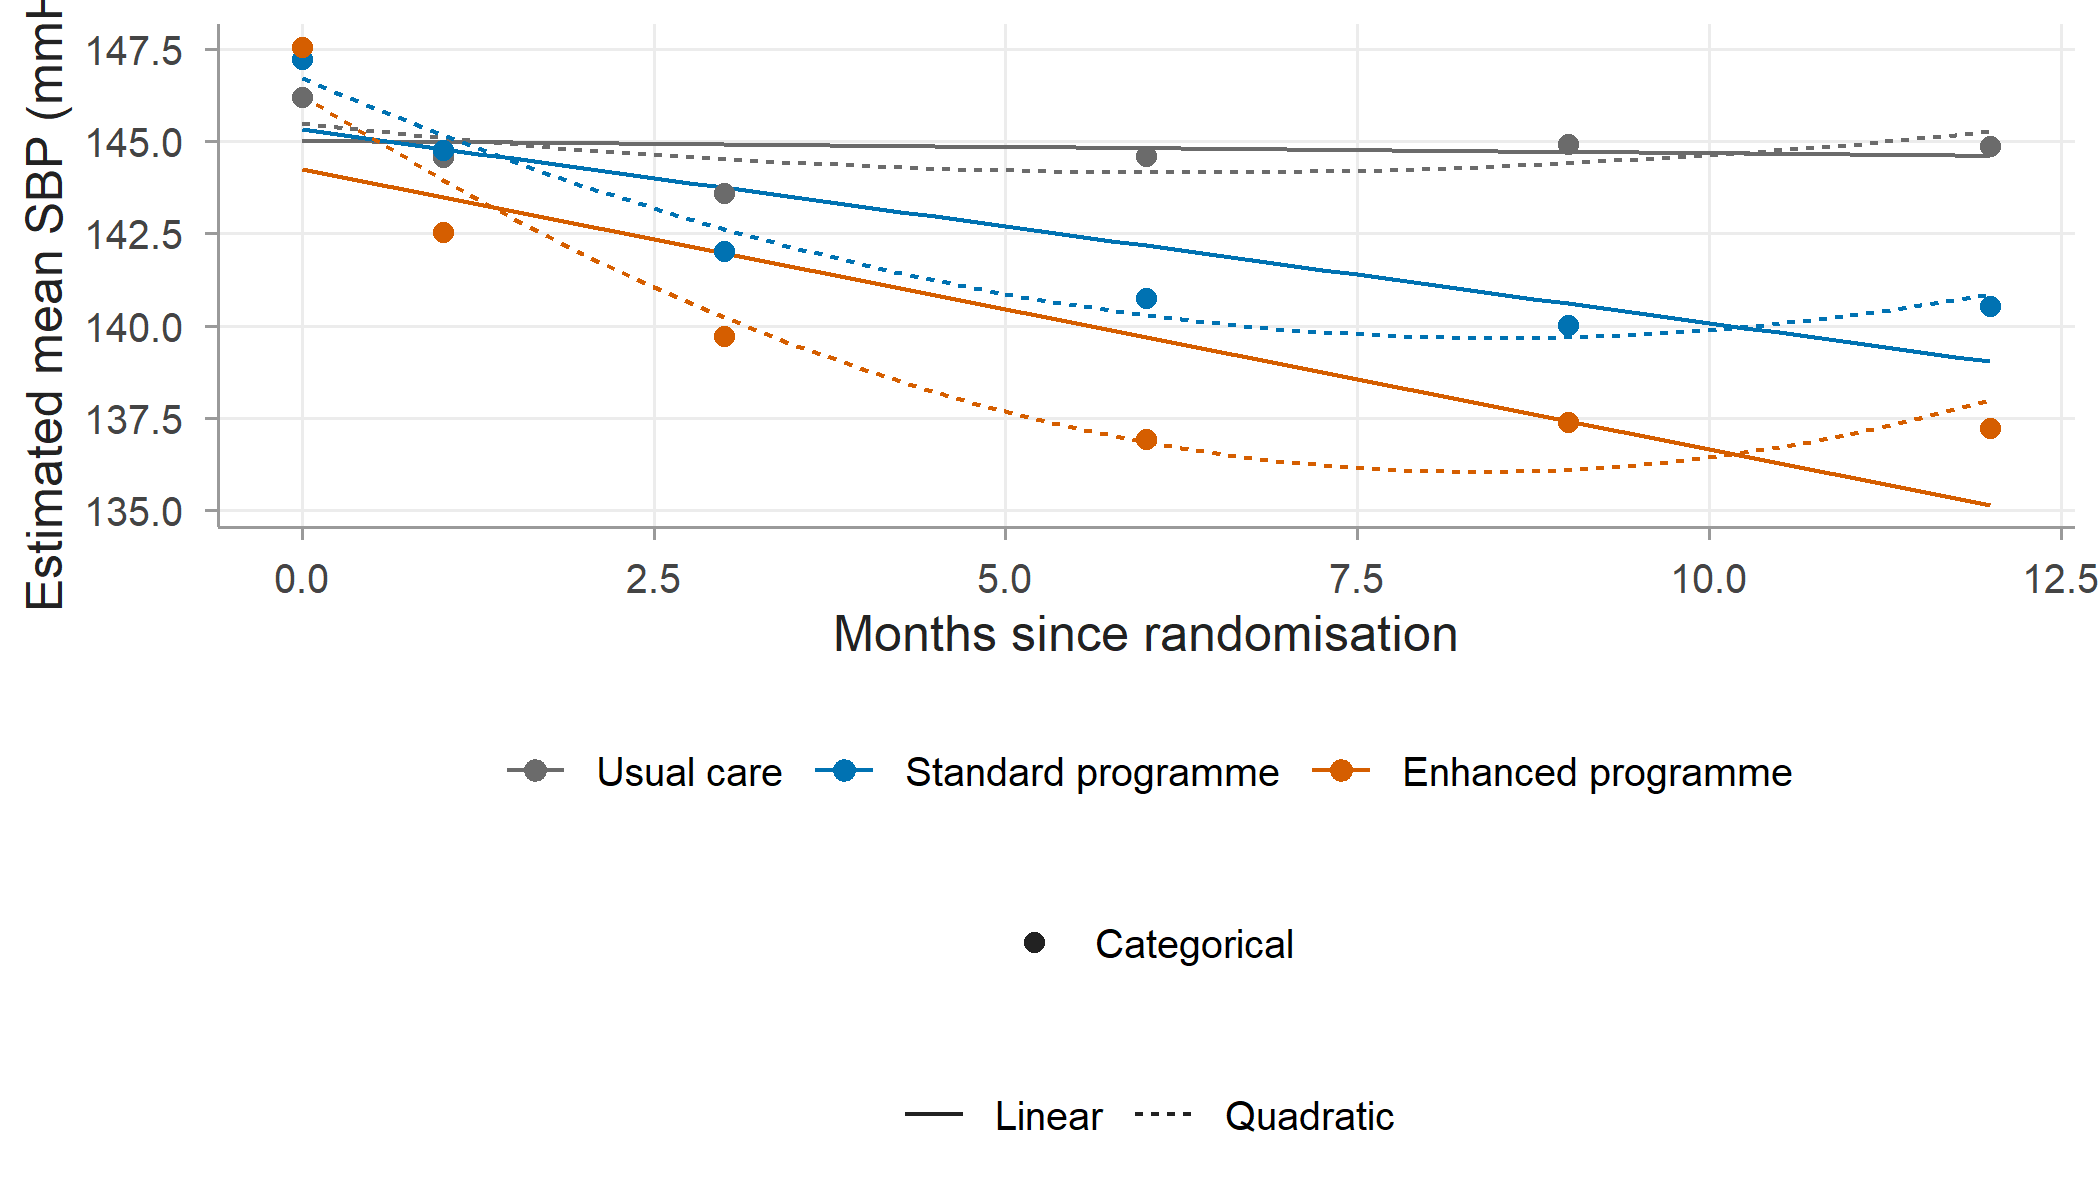 Estimated mean SBP (mmH
147.5
145.0
142.5
140.0
137.5
135.0
0.0 2.5 5.0 7.5 10.0 12.5
Months since randomisation
Usual care Standard programme Enhanced programme
Categorical
Linear Quadratic